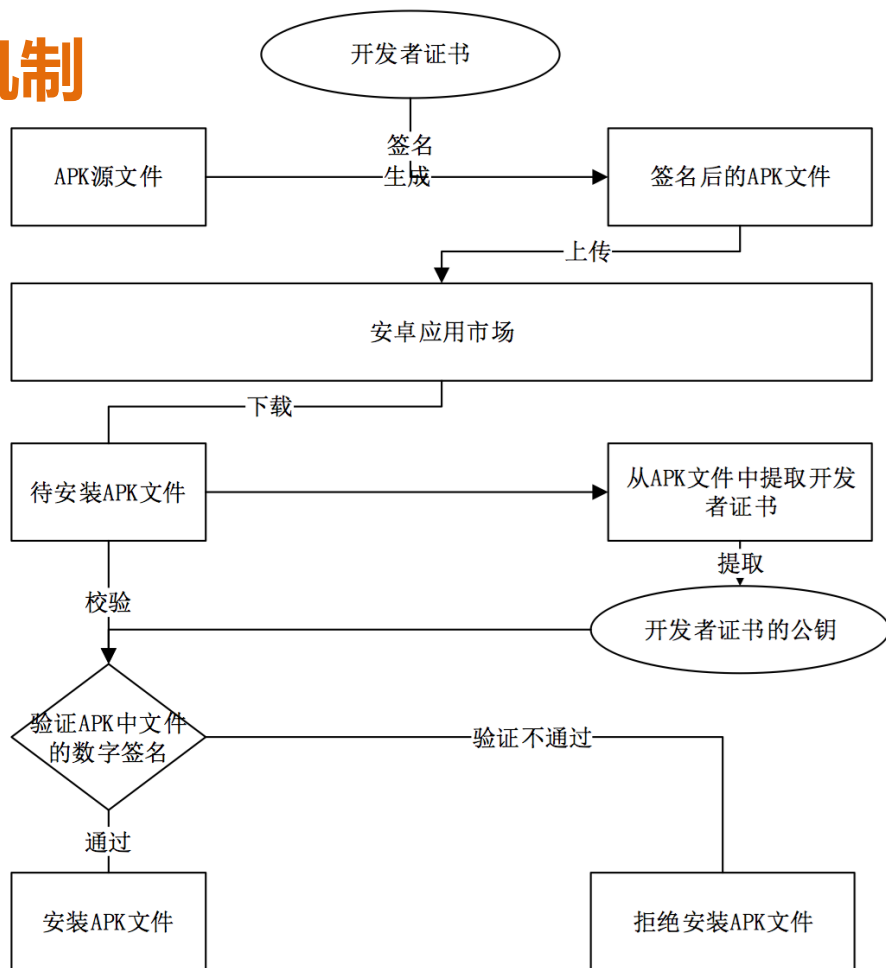 机制
开发者证书
签名
APK源文件
生成
签名后的APK文件
上传
安卓应用市场
下载
待安装APK文件
从APK文件中提取开发
者证书
提取
校验
开发者证书的公钥
验证APK中文件
的数字签名
验证不通过
通过
安装APK文件
拒绝安装APK文件